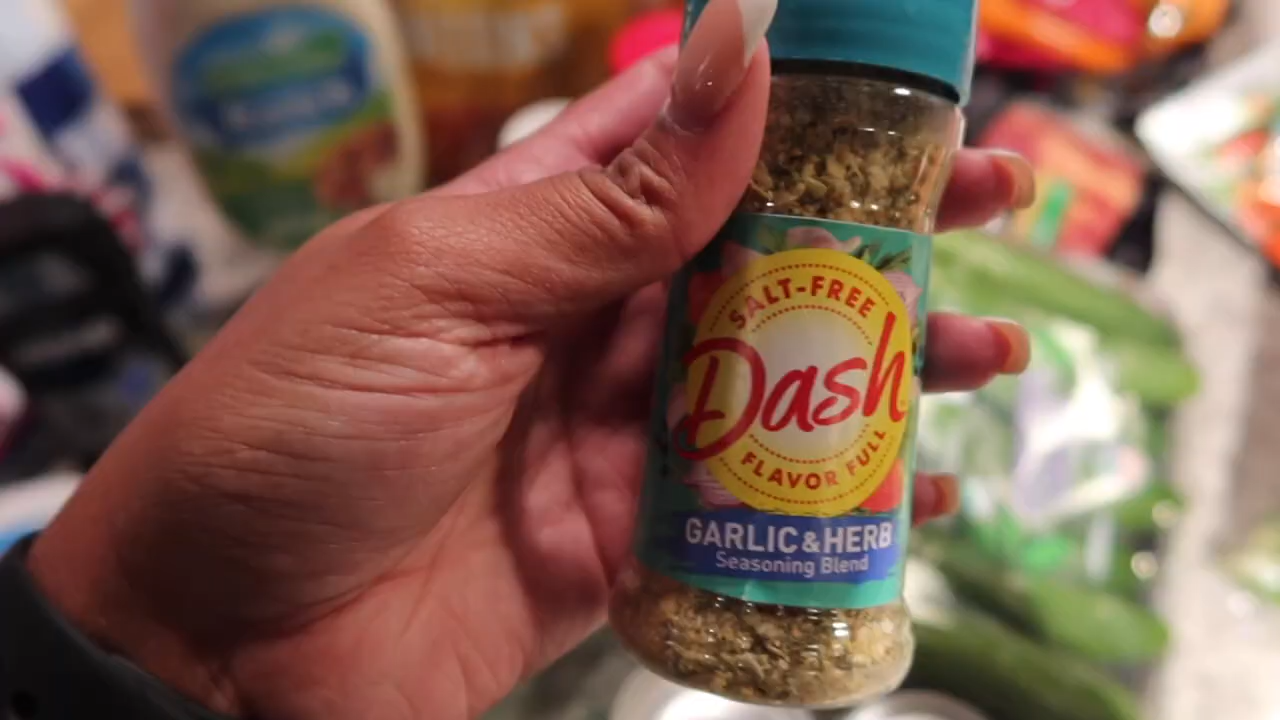 SALT-FREE
Dash
FLAVOR FULL
GARLIC&HERB
Seasoning Blend